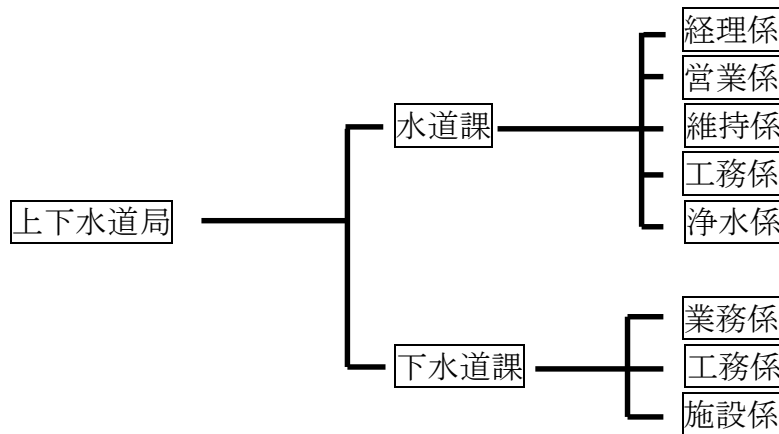 上下水道局
水道課
経理係
営業係
維持係
工務係
浄水係
下水道課
業務係
工務係
施設係